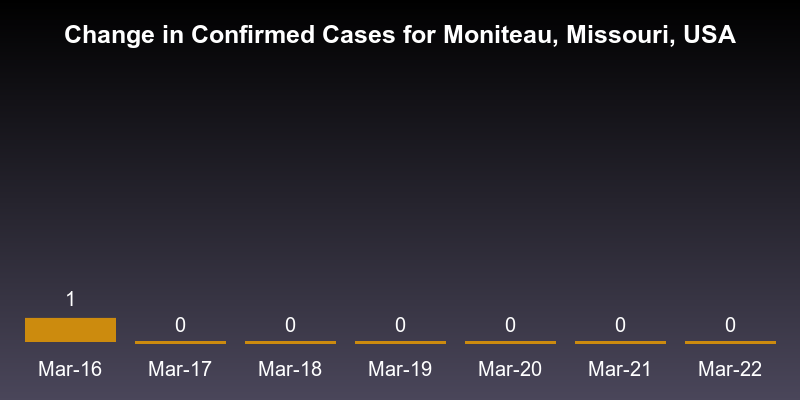 Change in Confirmed Cases for Moniteau, Missouri, USA
1 0 0 0 0 0 0
Mar-16 Mar-17 Mar-18 Mar-19 Mar-20 Mar-21 Mar-22